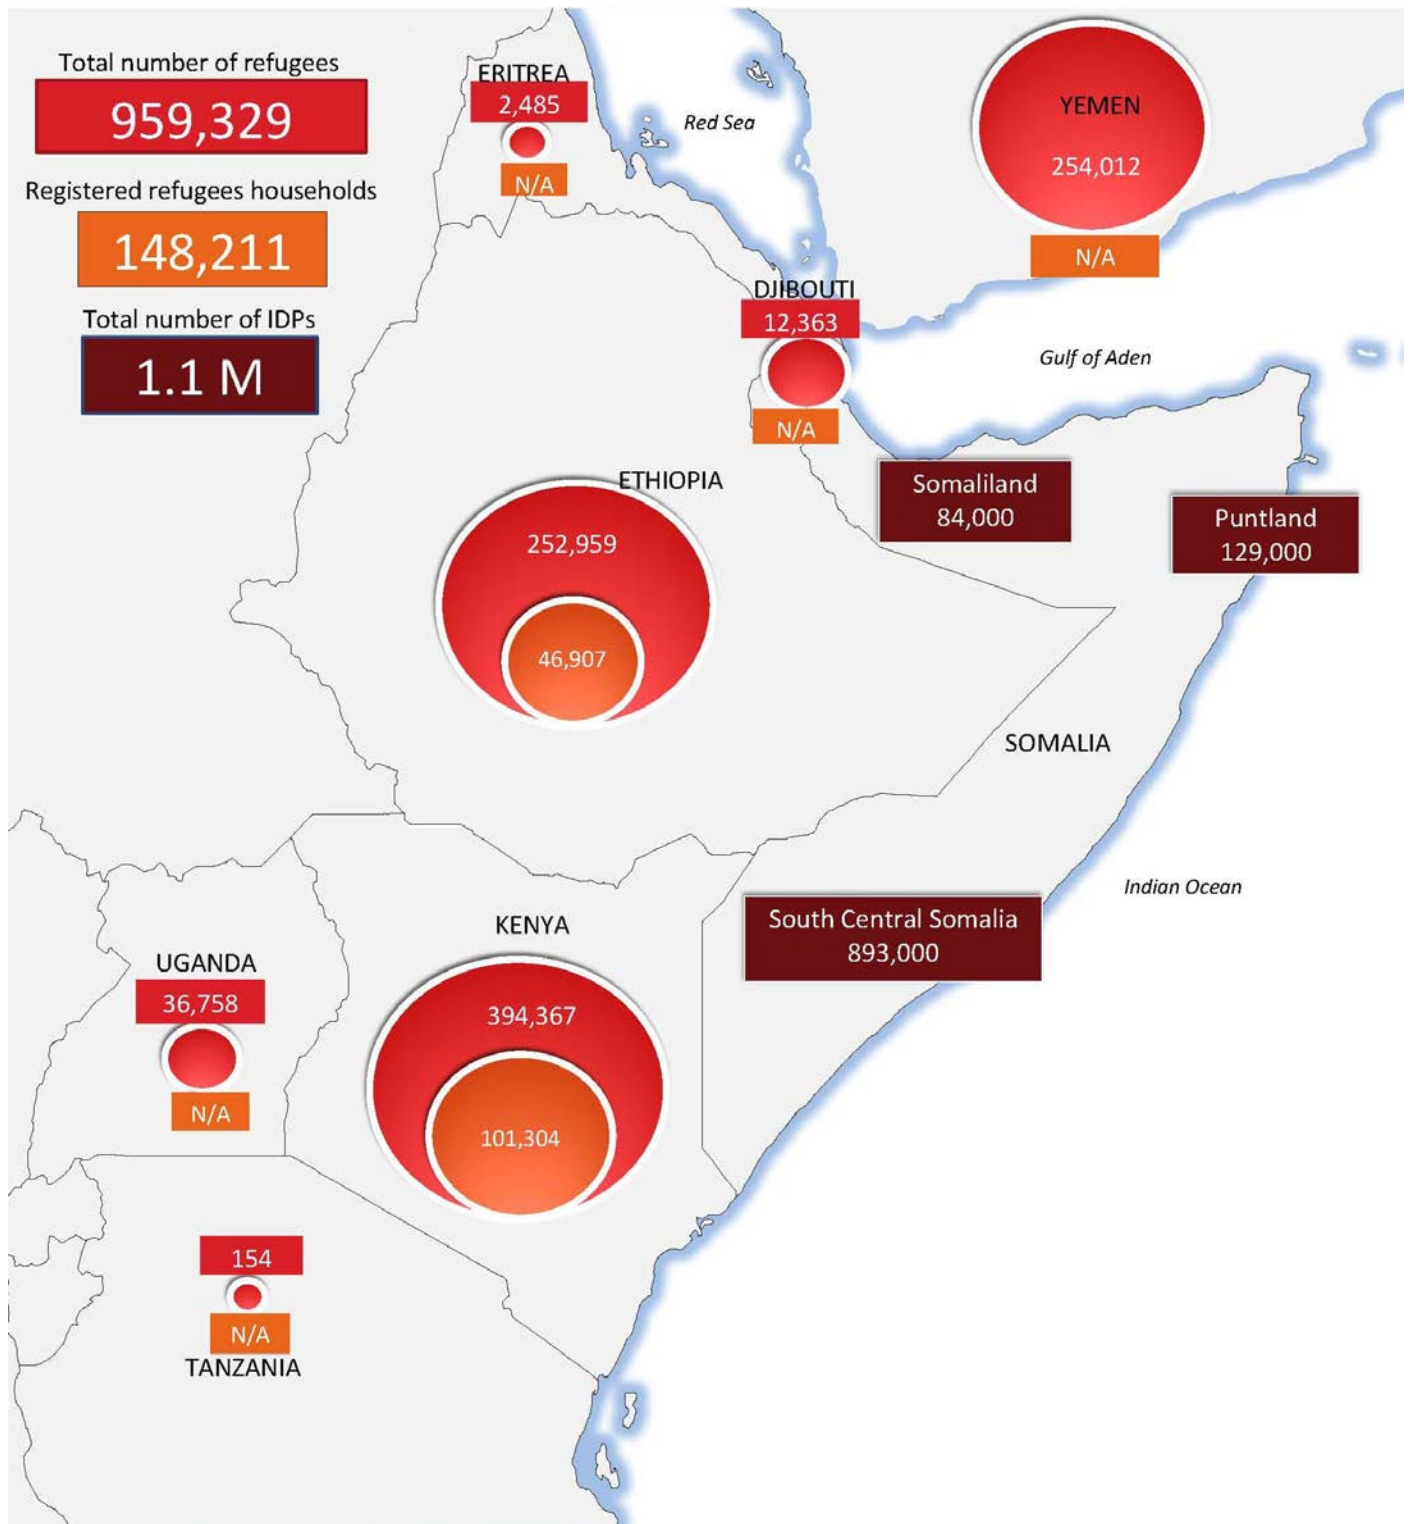 Total number of refugees
959,329
Registered refugees households
148,211
Total number of IDPs
1.1 M
ERITREA
2,485
N/A
Red Sea
YEMEN
254,012
N/A
DJIBOUTI
12,363
N/A
Gulf of Aden
ETHIOPIA
252,959
46,907
Somaliland
84,000
Puntland
129,000
SOMALIA
Indian Ocean
South Central Somalia
893,000
KENYA
394,367
101,304
UGANDA
36,758
N/A
154
N/A
TANZANIA